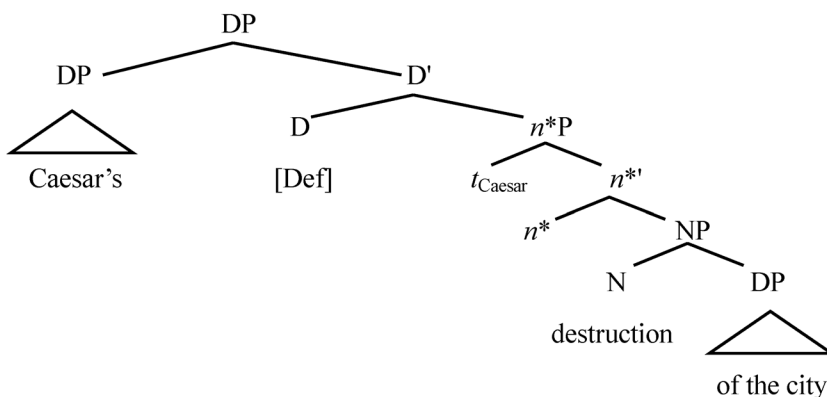 DP
DP D'
D n*P
Caesar's [Def] tCaesar n*'
n* NP
N DP
destruction
of the city